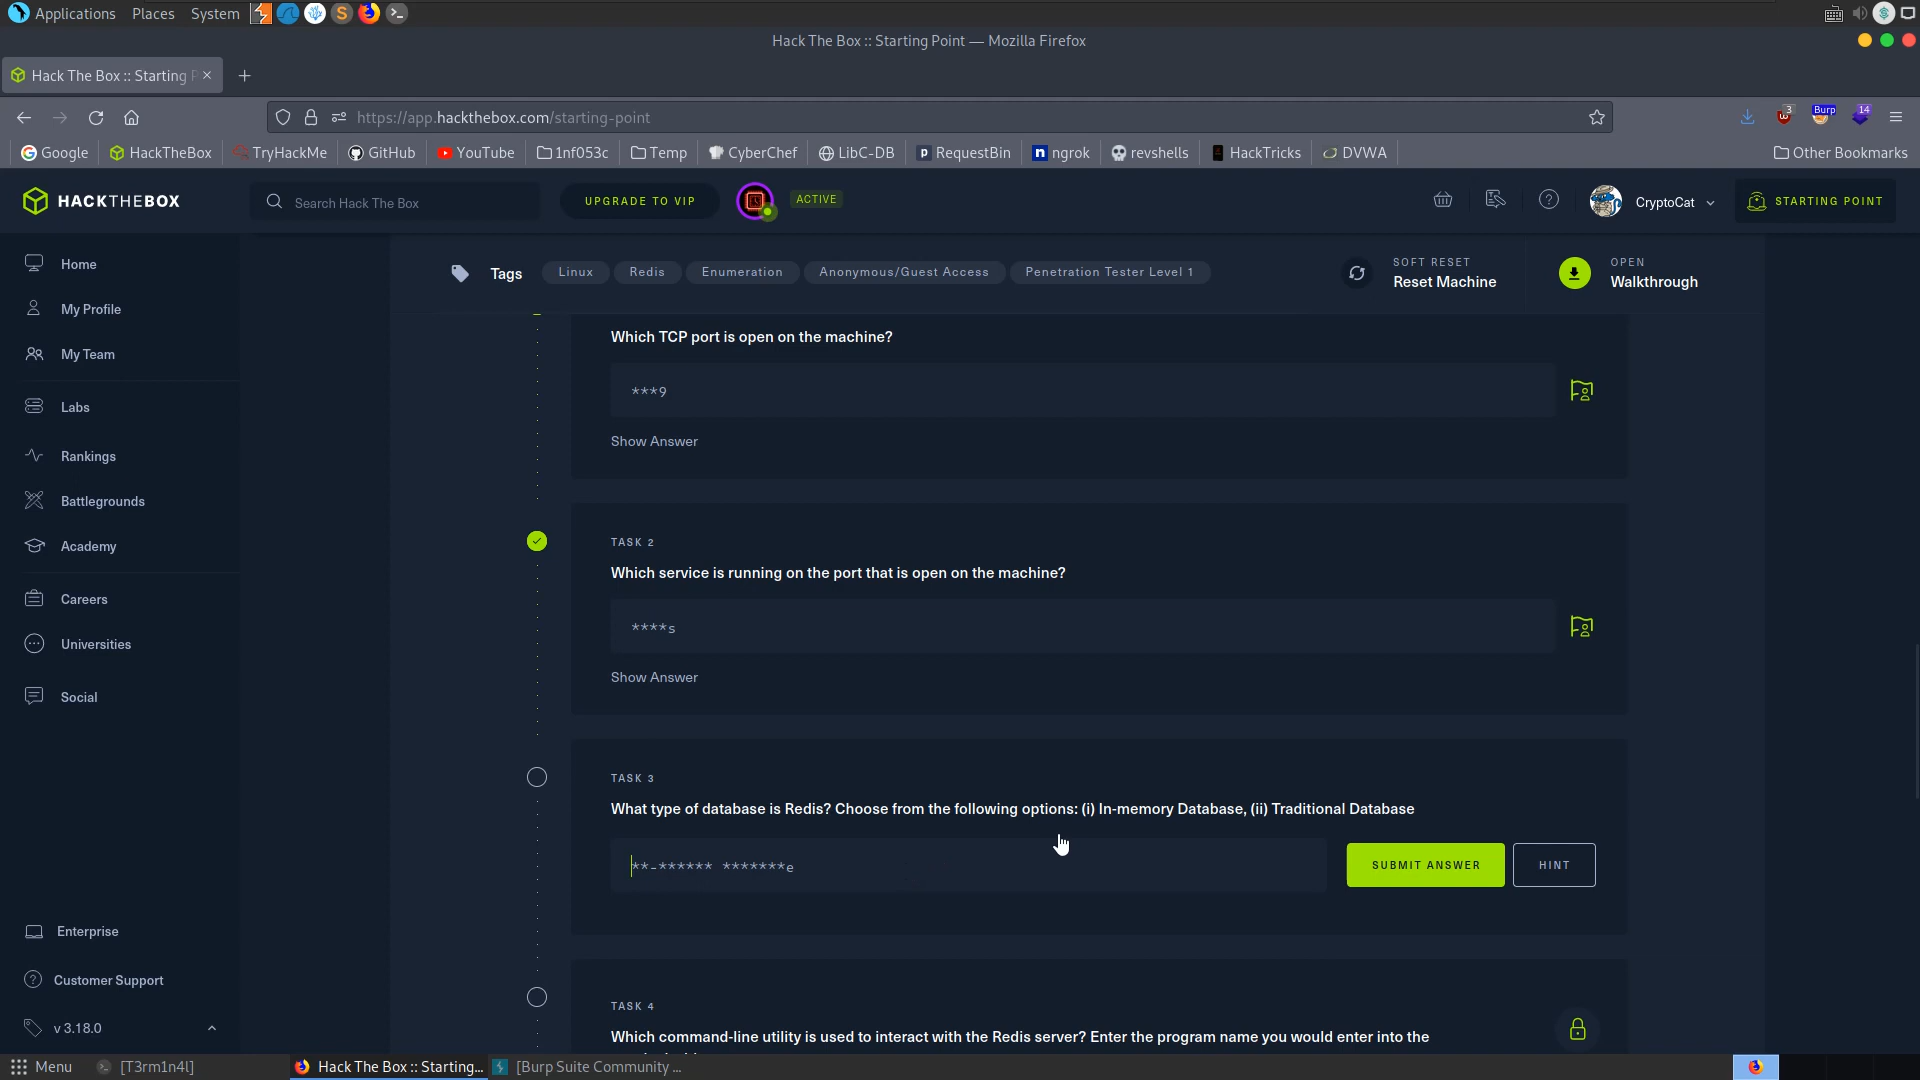 Applications Places System
Hack The Box :: Starting Point — Mozilla Firefox
Hack The Box :: Starting P
https://app.hackthebox.com/starting-point
3
Burp
14
Google
HackTheBox
TryHackMe
GitHub
YouTube
1nf053c
Temp
CyberChef
LibC-DB
RequestBin
ngrok
revshells
HackTricks
DVWA
Other Bookmarks
HACKTHEBOX
Search Hack The Box
UPGRADE TO VIP
ACTIVE
CryptoCat
STARTING POINT
Home
My Profile
My Team
Labs
Rankings
Battlegrounds
Academy
Careers
Universities
Social
Enterprise
Customer Support
v 3.18.0
Tags
Linux
Redis
Enumeration
Anonymous/Guest Access
Penetration Tester Level 1
SOFT RESET
Reset Machine
OPEN
Walkthrough
Which TCP port is open on the machine?
***9
Show Answer
TASK 2
Which service is running on the port that is open on the machine?
****s
Show Answer
TASK 3
What type of database is Redis? Choose from the following options: (i) In-memory Database, (ii) Traditional Database
**-****** *******e
SUBMIT ANSWER
HINT
TASK 4
Which command-line utility is used to interact with the Redis server? Enter the program name you would enter into the
Menu
[T3rm1n4l]
Hack The Box :: Starting...
[Burp Suite Community ...